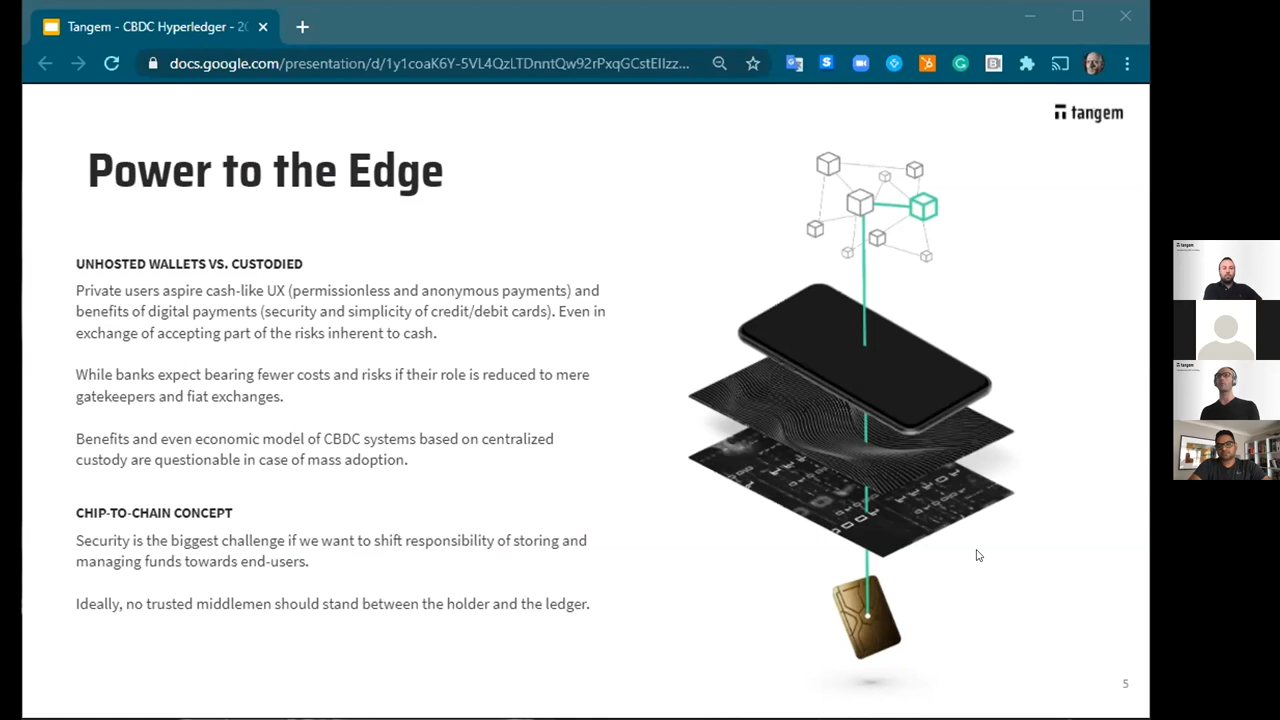 Tangem - CBDC Hyperledger - 20
docs.google.com/presentation/d/1y1coaK6Y-5VL4QzLTDnntQw92rPxqGCstEIIzz...
tangem
Power to the Edge
UNHOSTED WALLETS VS. CUSTODIED
Private users aspire cash-like UX (permissionless and anonymous payments) and
benefits of digital payments (security and simplicity of credit/debit cards). Even in
exchange of accepting part of the risks inherent to cash.
While banks expect bearing fewer costs and risks if their role is reduced to mere
gatekeepers and fiat exchanges.
Benefits and even economic model of CBDC systems based on centralized
custody are questionable in case of mass adoption.
CHIP-TO-CHAIN CONCEPT
Security is the biggest challenge if we want to shift responsibility of storing and
managing funds towards end-users.
Ideally, no trusted middlemen should stand between the holder and the ledger.
5